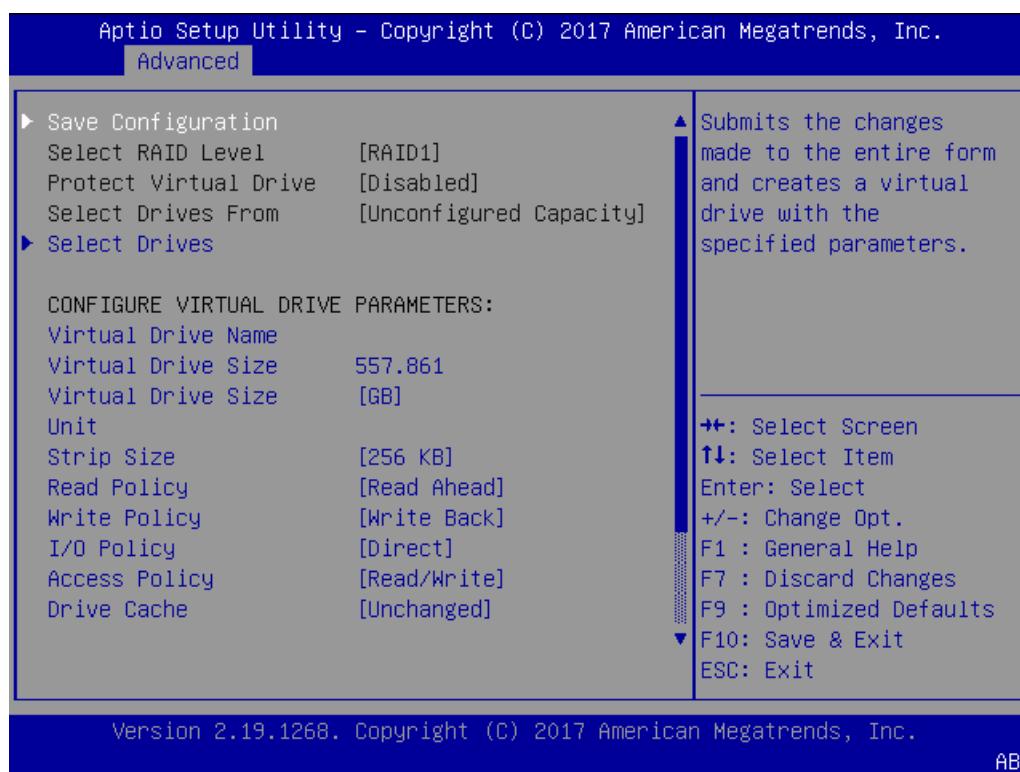 Aptio Setup Utility – Copyright (C) 2017 American Megatrends, Inc.
Advanced
Save Configuration
Select RAID Level [RAID1]
Protect Virtual Drive [Disabled]
Select Drives From [Unconfigured Capacity]
Select Drives
CONFIGURE VIRTUAL DRIVE PARAMETERS:
Virtual Drive Name
Virtual Drive Size 557.861
Virtual Drive Size [GB]
Unit
Strip Size [256 KB]
Read Policy [Read Ahead]
Write Policy [Write Back]
I/O Policy [Direct]
Access Policy [Read/Write]
Drive Cache [Unchanged]
Submits the changes
made to the entire form
and creates a virtual
drive with the
specified parameters.
→←: Select Screen
↑↓: Select Item
Enter: Select
+/-: Change Opt.
F1 : General Help
F7 : Discard Changes
F9 : Optimized Defaults
F10: Save & Exit
ESC: Exit
Version 2.19.1268. Copyright (C) 2017 American Megatrends, Inc.
AB